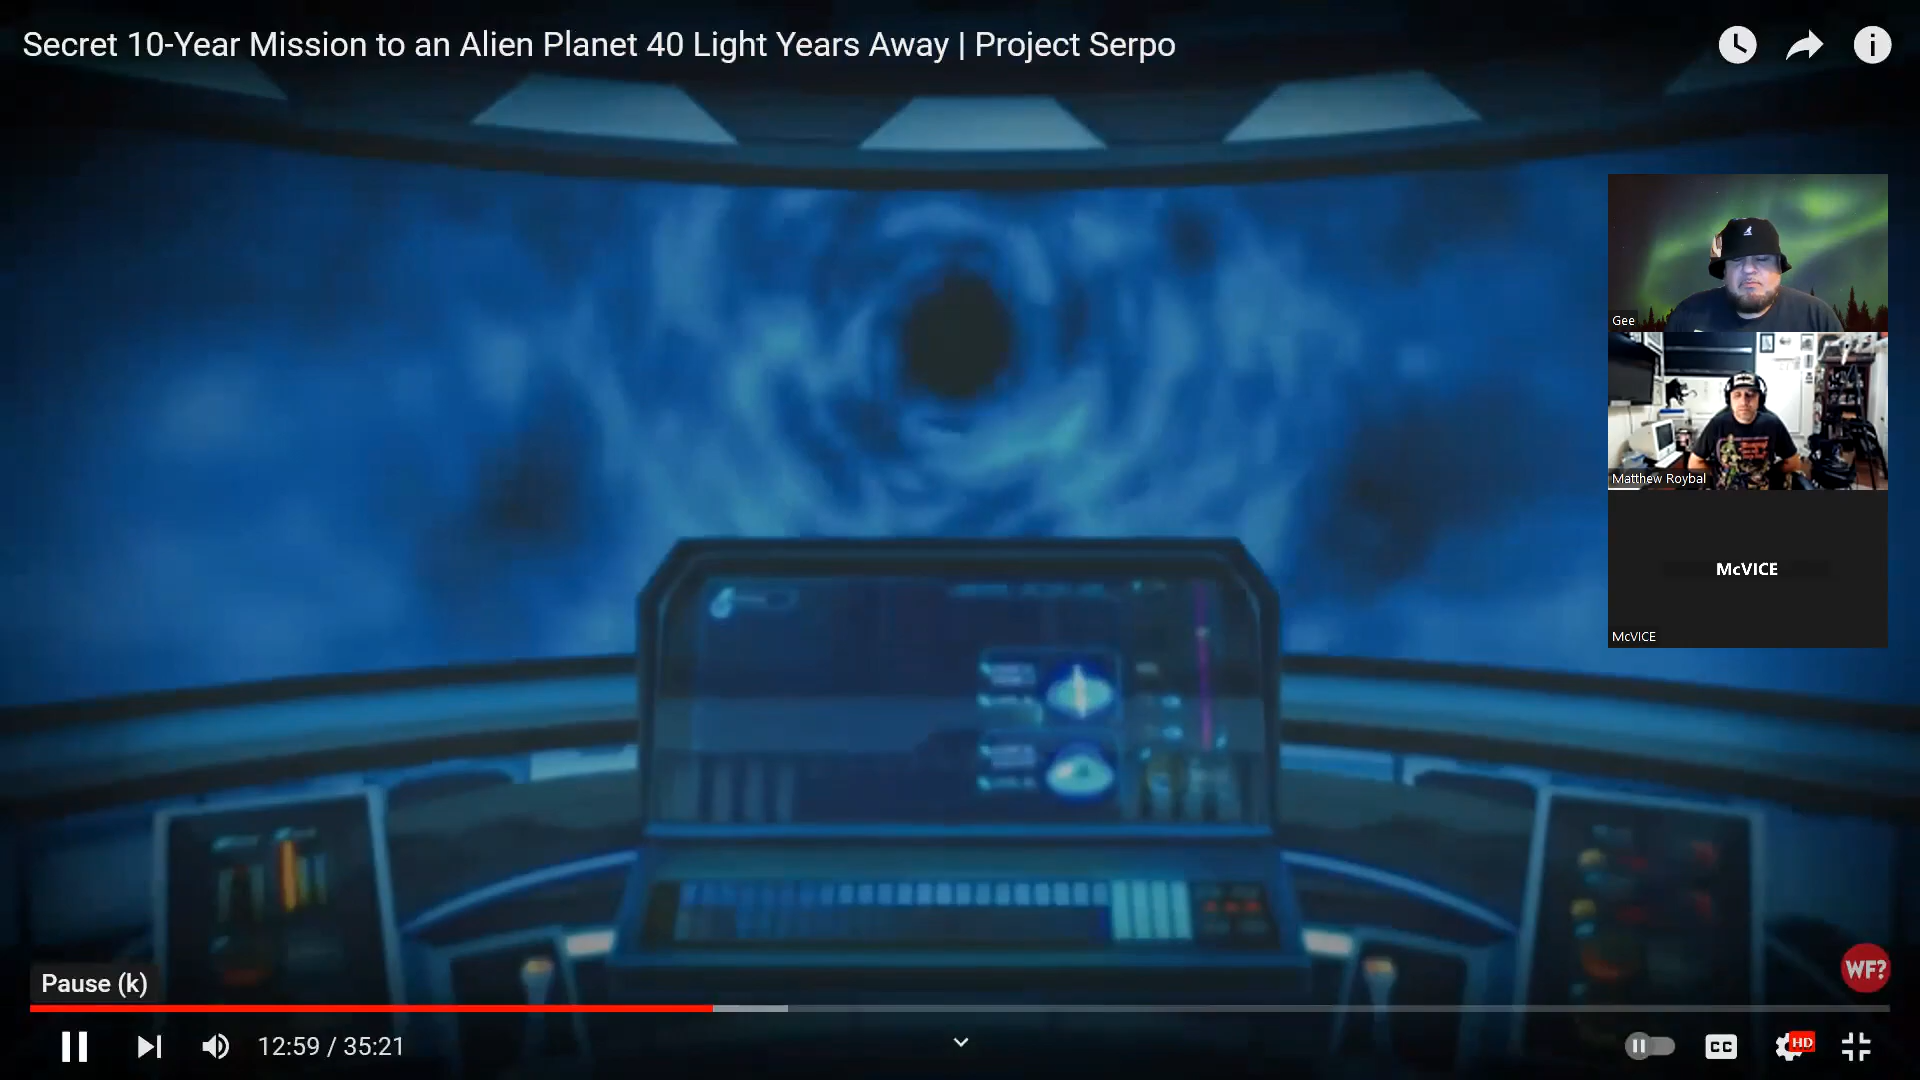 Secret 10-Year Mission to an Alien Planet 40 Light Years Away | Project Serpo
Gee
Matthew Roybal
McVICE
McVICE
WF?
Pause (k)
12:59 / 35:21
CC
HD